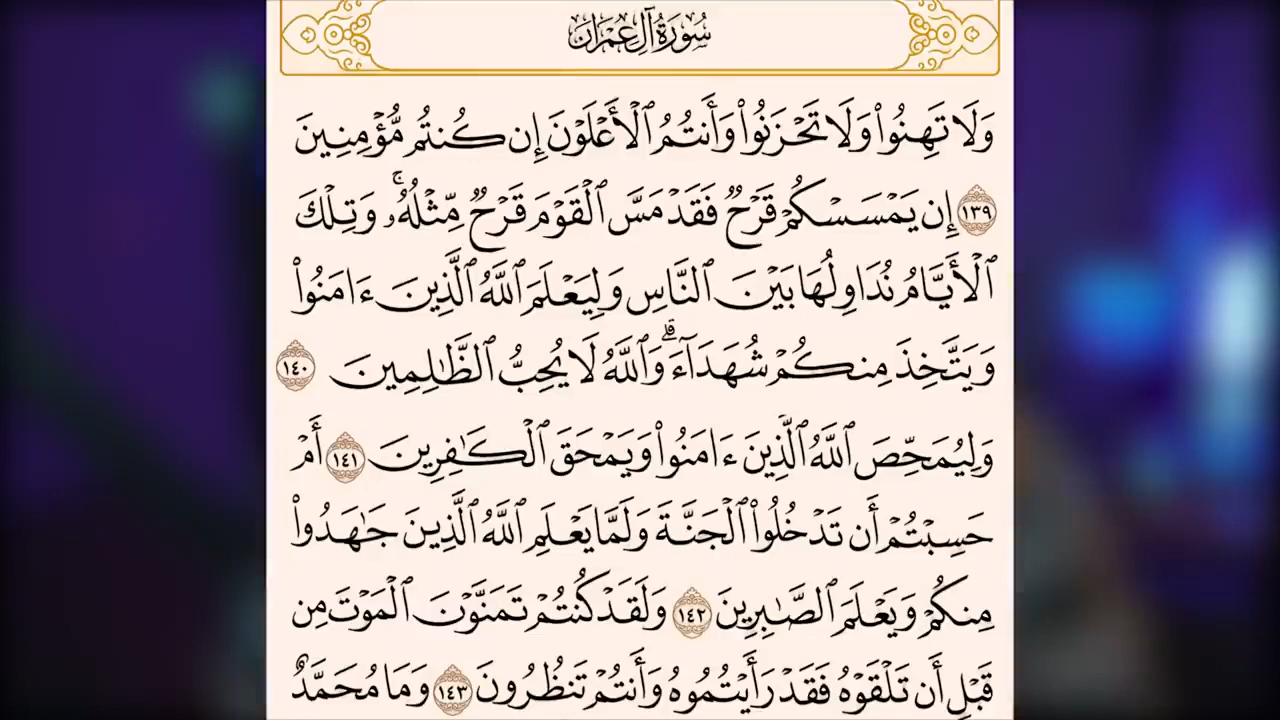 سُورَةُ آلِ عِمْرَان
وَلَا تَهِنُوا۟ وَلَا تَحْزَنُوا۟ وَأَنتُمُ ٱلْأَعْلَوْنَ إِن كُنتُم مُّؤْمِنِينَ
١٣٩ إِن يَمْسَسْكُمْ قَرْحٌ فَقَدْ مَسَّ ٱلْقَوْمَ قَرْحٌ مِّثْلُهُۥ ۚ وَتِلْكَ
ٱلْأَيَّامُ نُدَاوِلُهَا بَيْنَ ٱلنَّاسِ وَلِيَعْلَمَ ٱللَّهُ ٱلَّذِينَ ءَامَنُوا۟
وَيَتَّخِذَ مِنكُمْ شُهَدَآءَ ۗ وَٱللَّهُ لَا يُحِبُّ ٱلظَّـٰلِمِينَ ١٤٠
وَلِيُمَحِّصَ ٱللَّهُ ٱلَّذِينَ ءَامَنُوا۟ وَيَمْحَقَ ٱلْكَـٰفِرِينَ ١٤١ أَمْ
حَسِبْتُمْ أَن تَدْخُلُوا۟ ٱلْجَنَّةَ وَلَمَّا يَعْلَمِ ٱللَّهُ ٱلَّذِينَ جَـٰهَدُوا۟
مِنكُمْ وَيَعْلَمَ ٱلصَّـٰبِرِينَ ١٤٢ وَلَقَدْ كُنتُمْ تَمَنَّوْنَ ٱلْمَوْتَ مِن
قَبْلِ أَن تَلْقَوْهُ فَقَدْ رَأَيْتُمُوهُ وَأَنتُمْ تَنظُرُونَ ١٤٣ وَمَا مُحَمَّدٌ